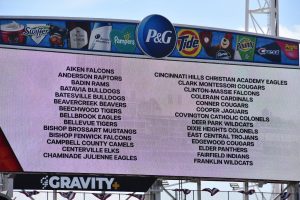 Swiffer
Pampers
P&G
Tide
AIKEN FALCONS
ANDERSON RAPTORS
BADIN RAMS
BATAVIA BULLDOGS
BATESVILLE BULLDOGS
BEAVERCREEK BEAVERS
BEECHWOOD TIGERS
BELLBROOK EAGLES
BELLEVUE TIGERS
BISHOP BROSSART MUSTANGS
BISHOP FENWICK FALCONS
CAMPBELL COUNTY CAMELS
CENTERVILLE ELKS
CHAMINADE JULIENNE EAGLES
CINCINNATI HILLS CHRISTIAN ACADEMY EAGLES
CLARK MONTESSORI COUGARS
CLINTON-MASSIE FALCONS
COLERAIN CARDINALS
CONNER COUGARS
COOPER JAGUARS
COVINGTON CATHOLIC COLONELS
DEER PARK WILDCATS
DIXIE HEIGHTS COLONELS
EAST CENTRAL TROJANS
EDGEWOOD COUGARS
ELDER PANTHERS
FAIRFIELD INDIANS
FRANKLIN WILDCATS
GRAVITY+